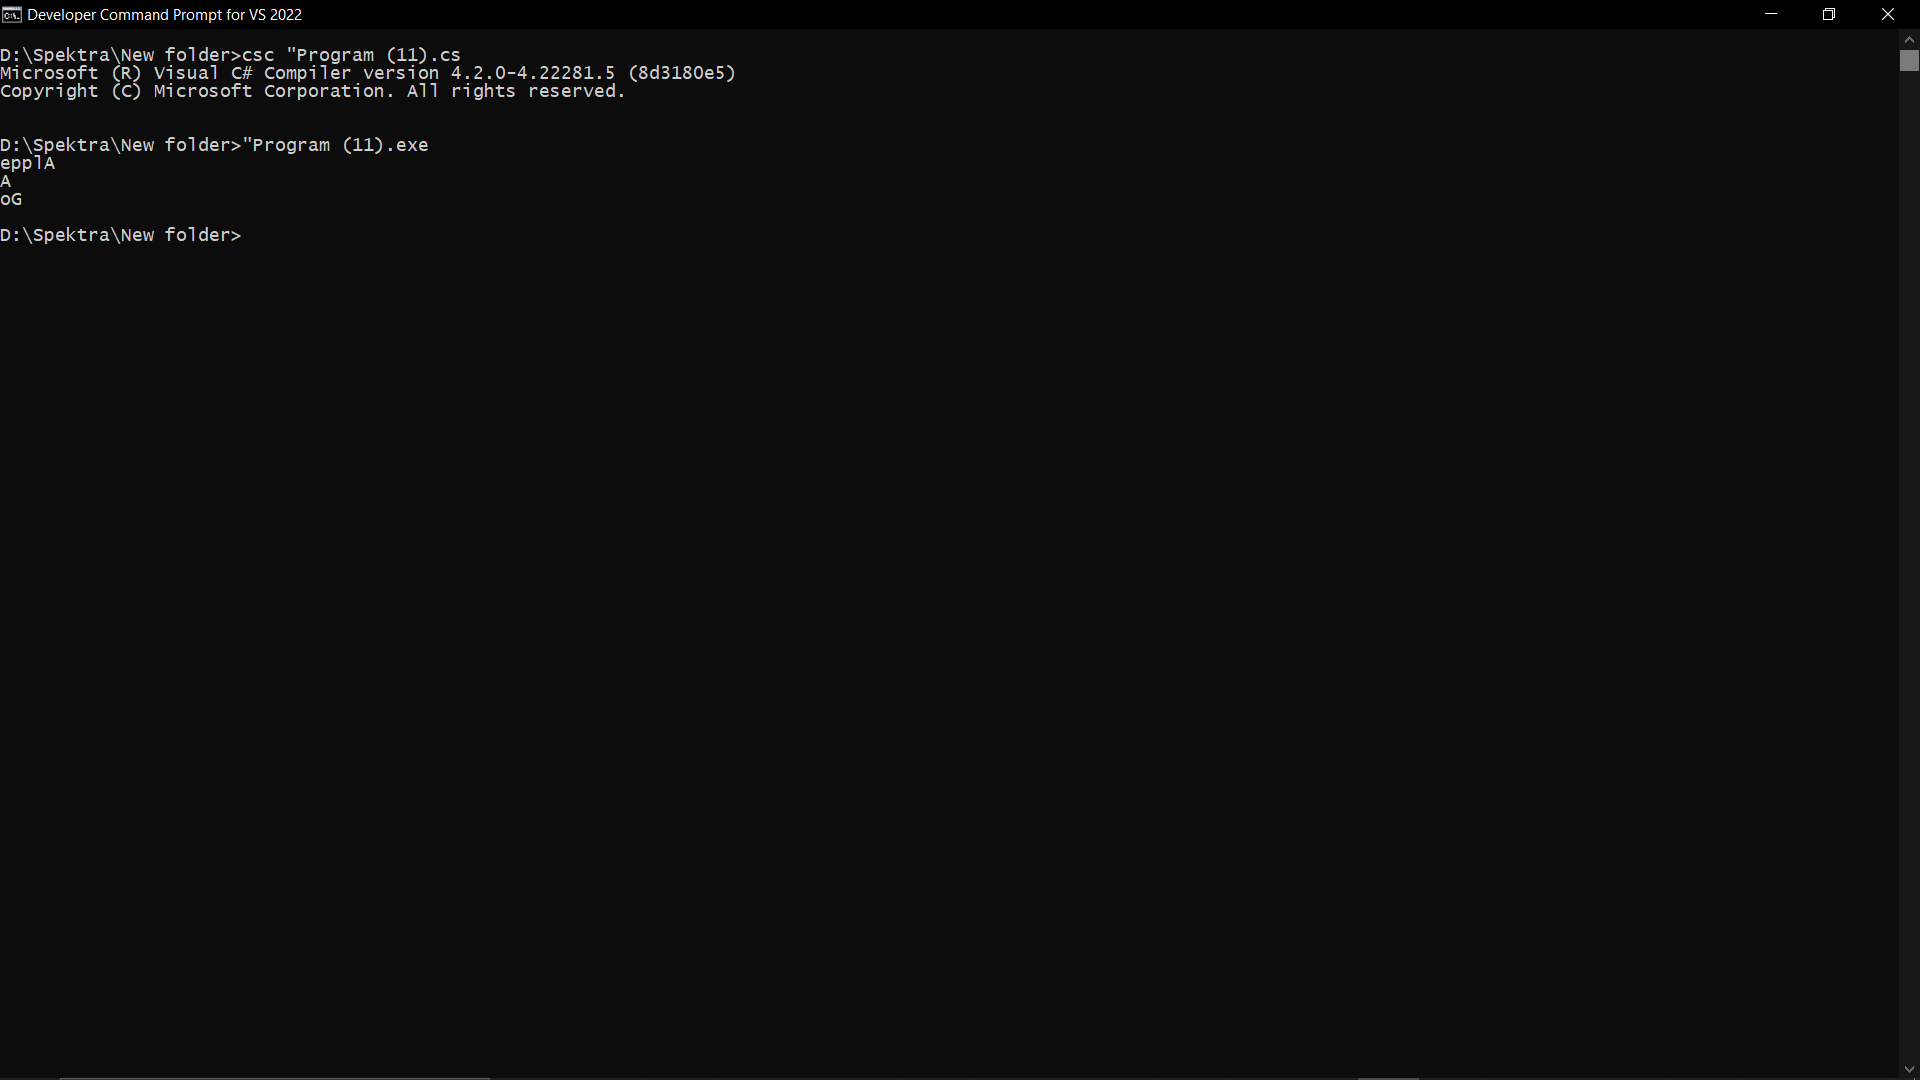 Developer Command Prompt for VS 2022
D:\Spektra\New folder>csc "Program (11).cs
Microsoft (R) Visual C# Compiler version 4.2.0-4.22281.5 (8d3180e5)
Copyright (C) Microsoft Corporation. All rights reserved.
D:\Spektra\New folder>"Program (11).exe
epplA
A
oG
D:\Spektra\New folder>